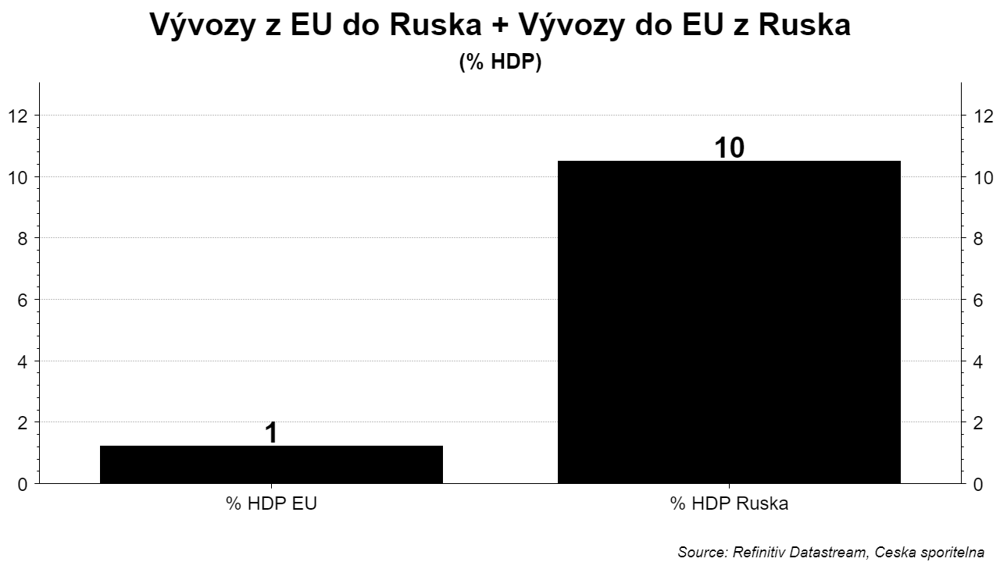 Vývozy z EU do Ruska + Vývozy do EU z Ruska
(% HDP)
12 12
10
10 10
8 8
6 6
4 4
2 2
1
0 0
% HDP EU % HDP Ruska
Source: Refinitiv Datastream, Ceska sporitelna